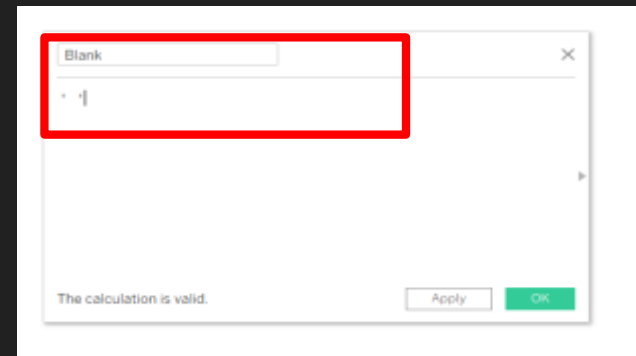 Blank
' '
The calculation is valid.
Apply OK